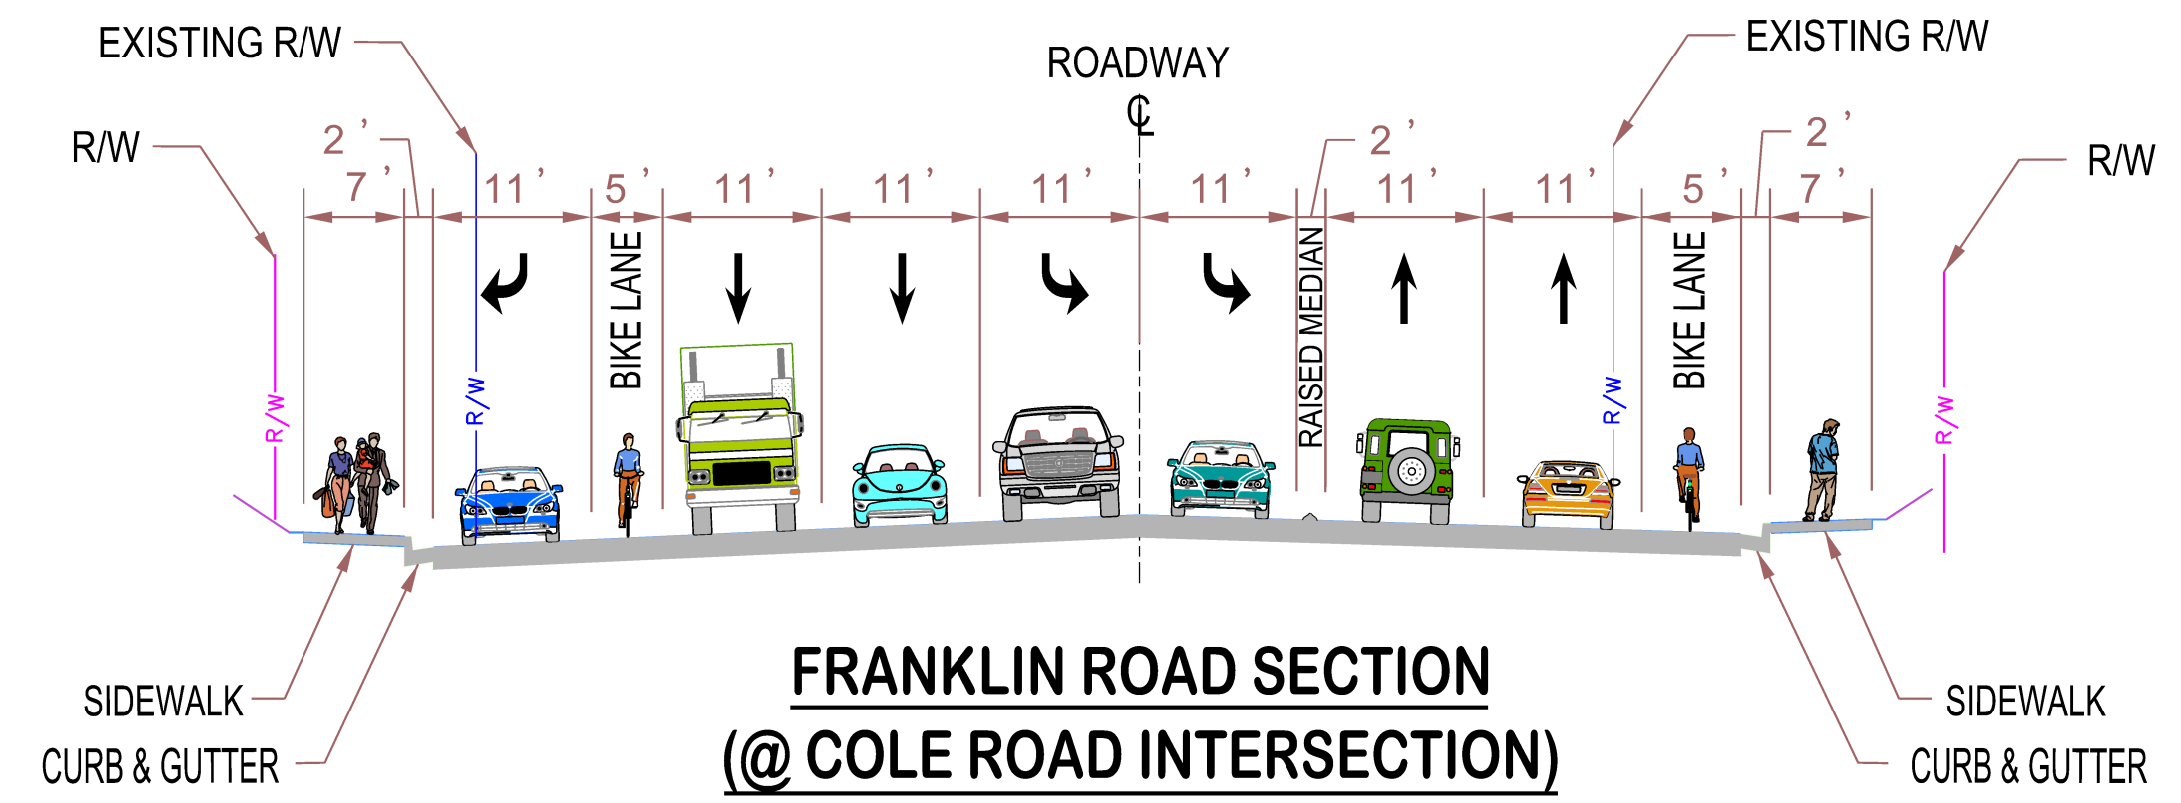 EXISTING R/W
EXISTING R/W
ROADWAY
CL
R/W
2'
2'
2'
R/W
7'
11'
5'
11'
11'
11'
11'
11'
11'
5'
7'
BIKE LANE
RAISED MEDIAN
BIKE LANE
R/W
R/W
R/W
R/W
SIDEWALK
SIDEWALK
CURB & GUTTER
CURB & GUTTER
FRANKLIN ROAD SECTION
(@ COLE ROAD INTERSECTION)